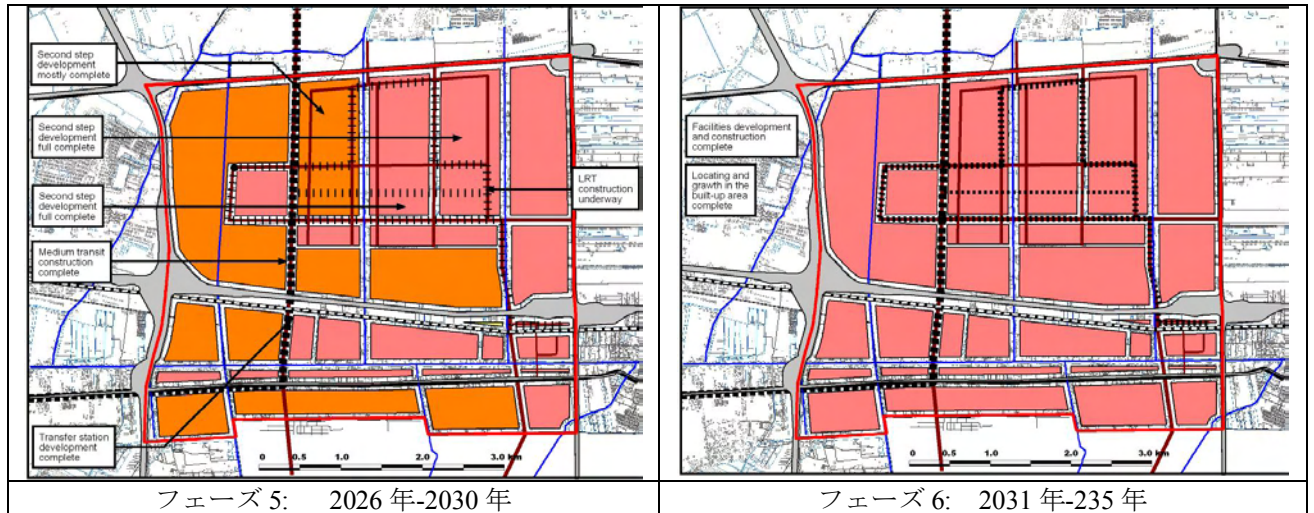 Second step
development
mostly complete
Second step
development
full complete
Second step
development
full complete
Medium transit
construction
complete
Transfer station
development
complete
LRT
construction
underway
0 0.5 1.0 2.0 3.0 km
フェーズ 5: 2026 年-2030 年
Facilities development
and construction
complete
Locating and
grawth in the
built-up area
complete
0 0.5 1.0 2.0 3.0 km
フェーズ 6: 2031 年-235 年